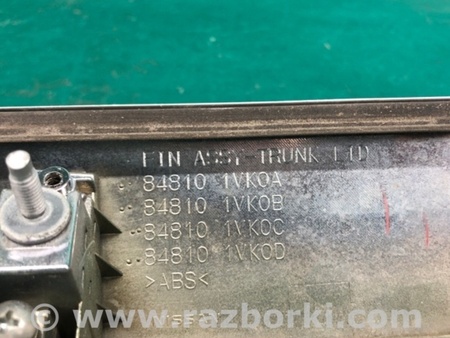 FIN ASSY TRUNK LID
84810 1VK0A
84810 1VK0B
84810 1VK0C
84810 1VK0D
>ABS<
© - www.razborki.com